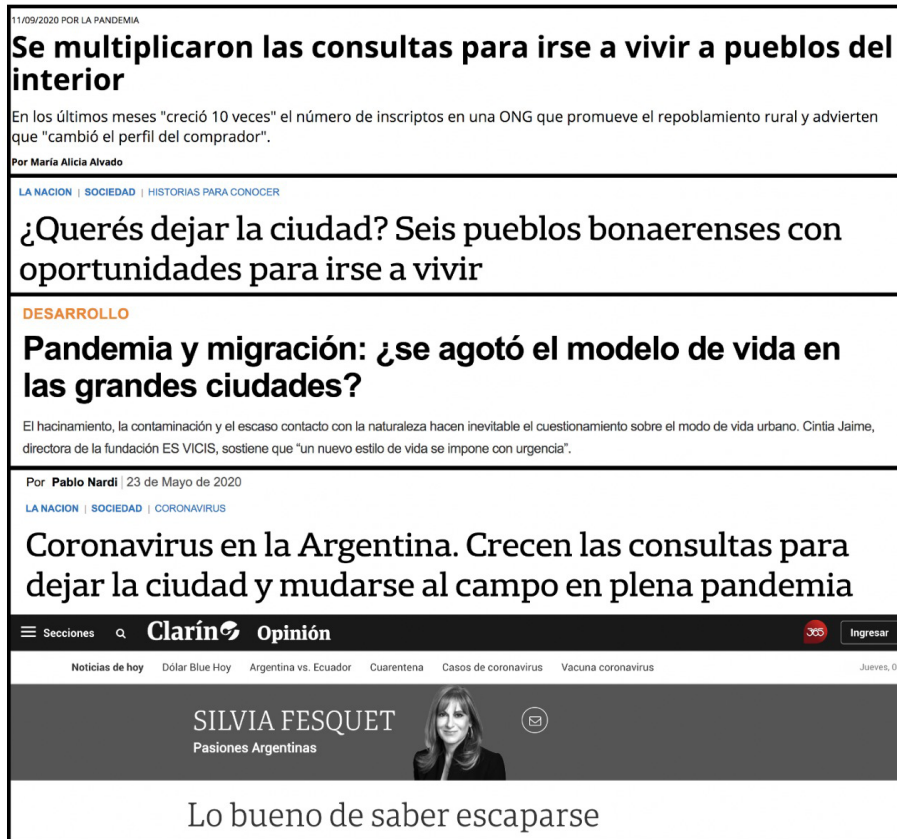 11/09/2020 POR LA PANDEMIA
Se multiplicaron las consultas para irse a vivir a pueblos del
interior
En los últimos meses "creció 10 veces" el número de inscriptos en una ONG que promueve el repoblamiento rural y advierten
que "cambió el perfil del comprador".
Por María Alicia Alvado
LA NACION | SOCIEDAD | HISTORIAS PARA CONOCER
¿Querés dejar la ciudad? Seis pueblos bonaerenses con
oportunidades para irse a vivir
DESARROLLO
Pandemia y migración: ¿se agotó el modelo de vida en
las grandes ciudades?
El hacinamiento, la contaminación y el escaso contacto con la naturaleza hacen inevitable el cuestionamiento sobre el modo de vida urbano. Cintia Jaime,
directora de la fundación ES VICIS, sostiene que “un nuevo estilo de vida se impone con urgencia”.
Por Pablo Nardi | 23 de Mayo de 2020
LA NACION | SOCIEDAD | CORONAVIRUS
Coronavirus en la Argentina. Crecen las consultas para
dejar la ciudad y mudarse al campo en plena pandemia
Secciones Clarín Opinión 365 Ingresar
Noticias de hoy Dólar Blue Hoy Argentina vs. Ecuador Cuarentena Casos de coronavirus Vacuna coronavirus Jueves, 0
SILVIA FESQUET
Pasiones Argentinas
Lo bueno de saber escaparse